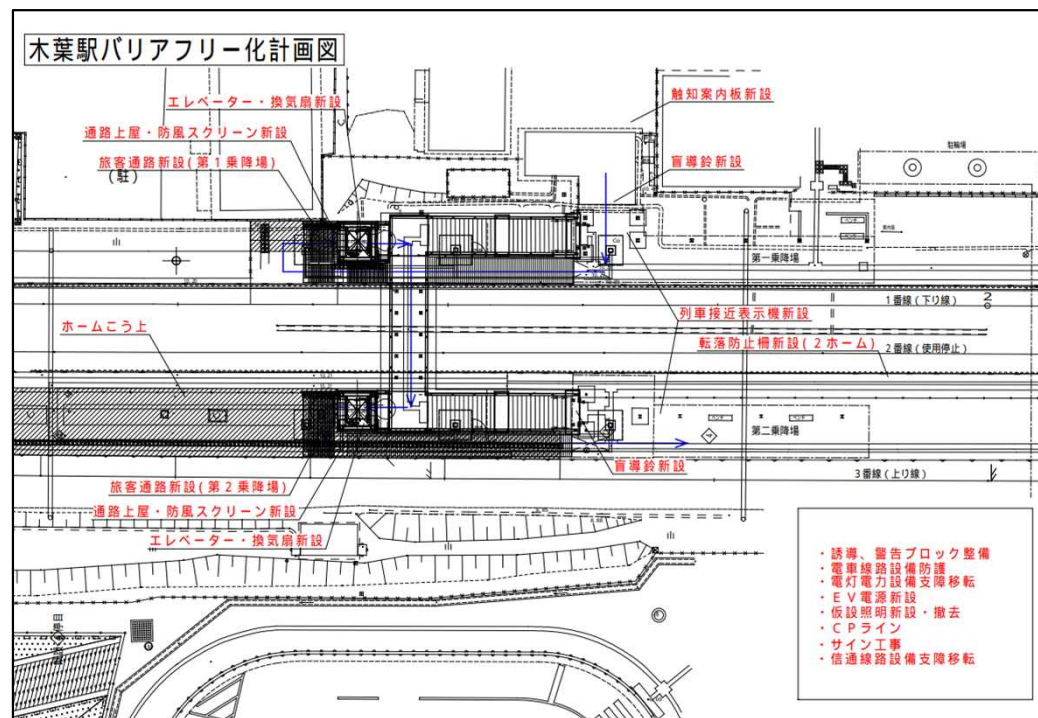 木葉駅バリアフリー化計画図
エレベーター・換気扇新設
触知案内板新設
通路上屋・防風スクリーン新設
旅客通路新設(第1乗降場)
盲導鈴新設
(駐)
駐輪場
第一乗降場
1番線(下り線)
列車接近表示機新設
ホームこう上
転落防止柵新設(2ホーム)
2番線(使用停止)
第二乗降場
盲導鈴新設
3番線(上り線)
旅客通路新設(第2乗降場)
通路上屋・防風スクリーン新設
エレベーター・換気扇新設
・誘導、警告ブロック整備
・電車線路設備防護
・電灯電力設備支障移転
・EV電源新設
・仮設照明新設・撤去
・CPライン
・サイン工事
・信通線路設備支障移転